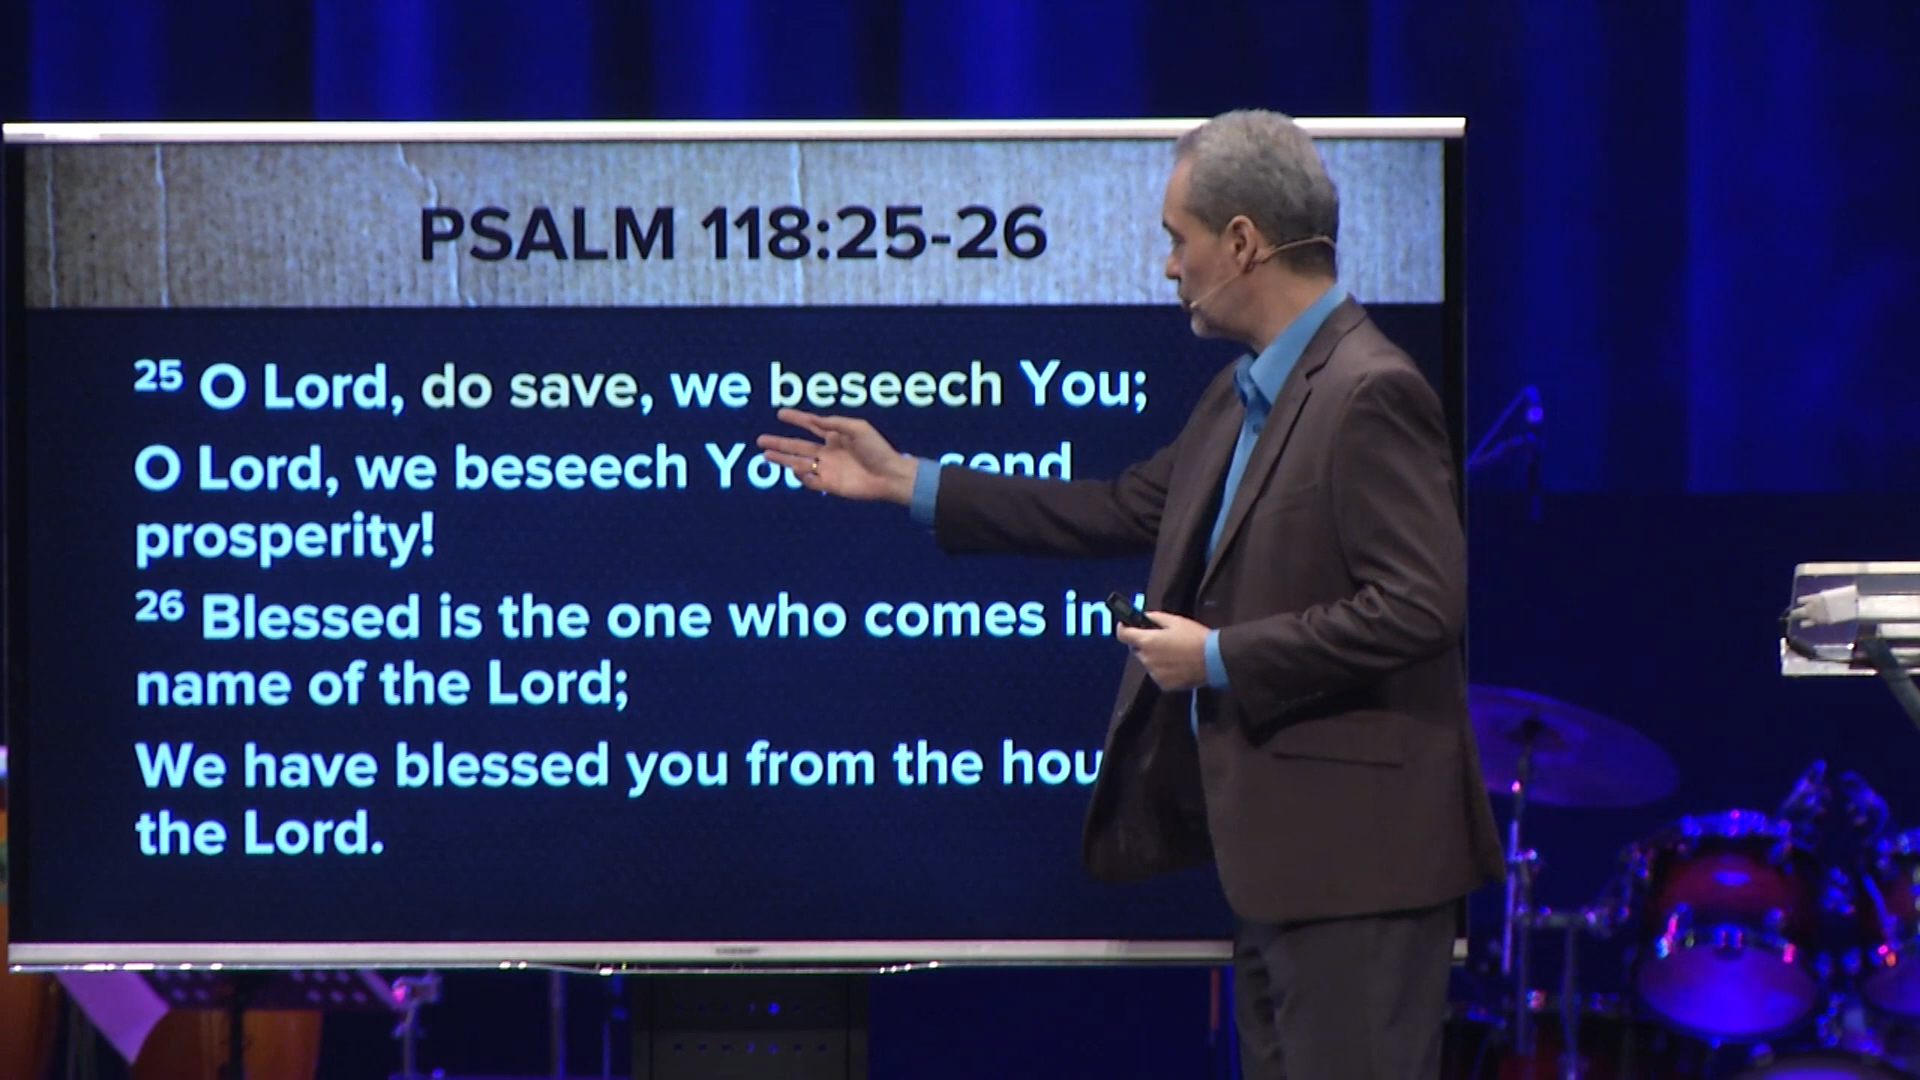 PSALM 118:25-26
25 O Lord, do save, we beseech You;
O Lord, we beseech You, send
prosperity!
26 Blessed is the one who comes in
name of the Lord;
We have blessed you from the
the Lord.